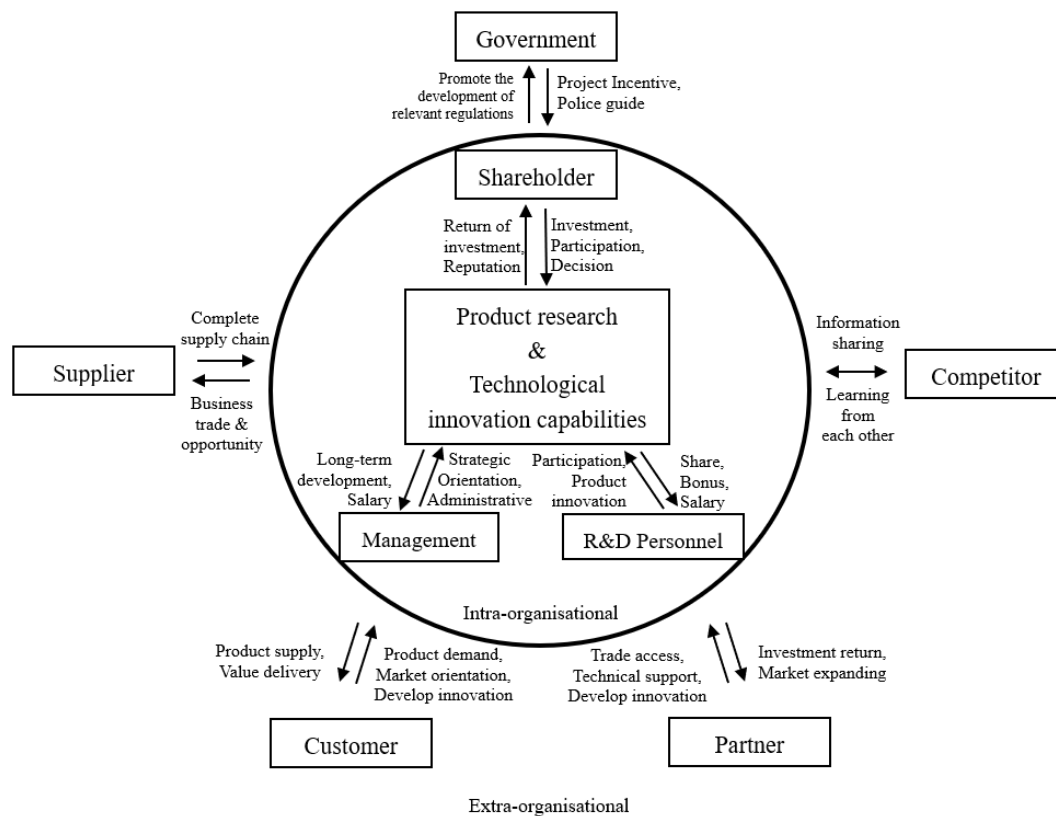 Government
Promote the
development of
relevant regulations
Project Incentive,
Police guide
Shareholder
Return of
investment,
Reputation
Investment,
Participation,
Decision
Product research
&
Technological
innovation capabilities
Complete
supply chain
Supplier
Business
trade &
opportunity
Information
sharing
Competitor
Learning
from
each other
Long-term
development,
Salary
Strategic
Orientation,
Administrative
Participation,
Product
innovation
Share,
Bonus,
Salary
Management
R&D Personnel
Intra-organisational
Product supply,
Value delivery
Product demand,
Market orientation,
Develop innovation
Trade access,
Technical support,
Develop innovation
Investment return,
Market expanding
Customer
Partner
Extra-organisational